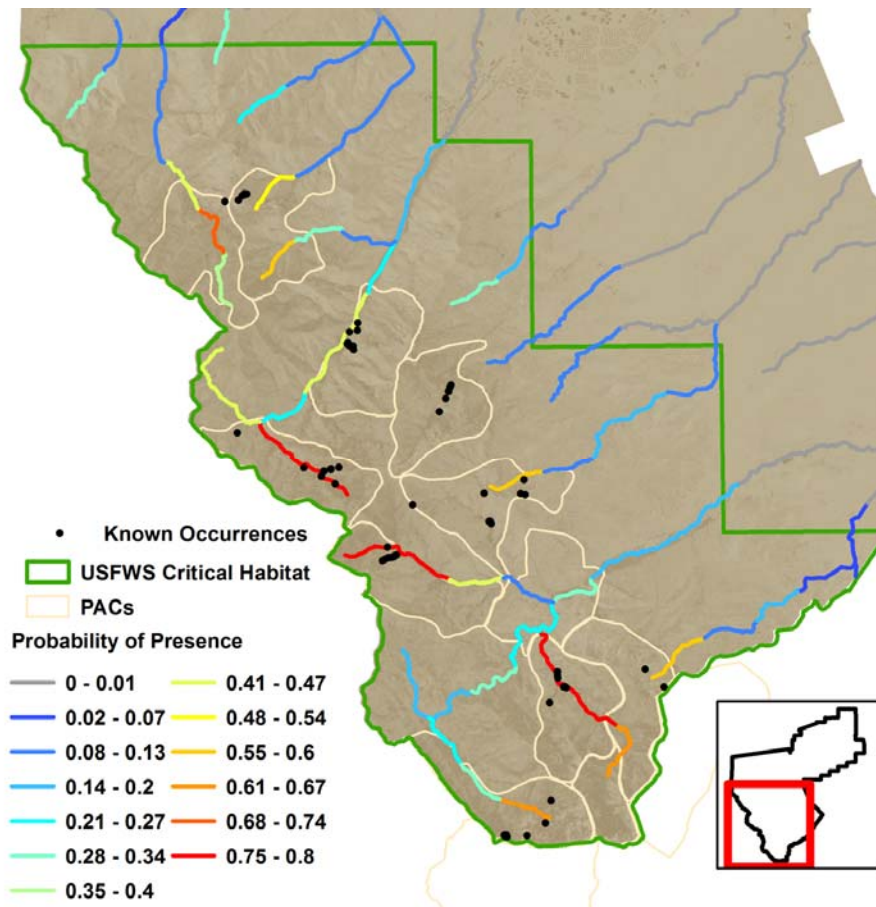 Known Occurrences
USFWS Critical Habitat
PACs
Probability of Presence
0 - 0.01
0.02 - 0.07
0.08 - 0.13
0.14 - 0.2
0.21 - 0.27
0.28 - 0.34
0.35 - 0.4
0.41 - 0.47
0.48 - 0.54
0.55 - 0.6
0.61 - 0.67
0.68 - 0.74
0.75 - 0.8